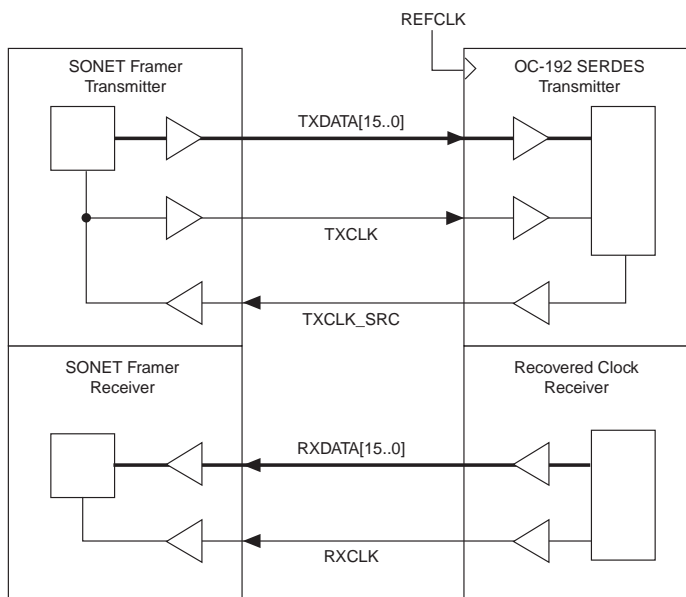 REFCLK
SONET Framer
Transmitter
OC-192 SERDES
Transmitter
TXDATA[15..0]
TXCLK
TXCLK_SRC
SONET Framer
Receiver
Recovered Clock
Receiver
RXDATA[15..0]
RXCLK